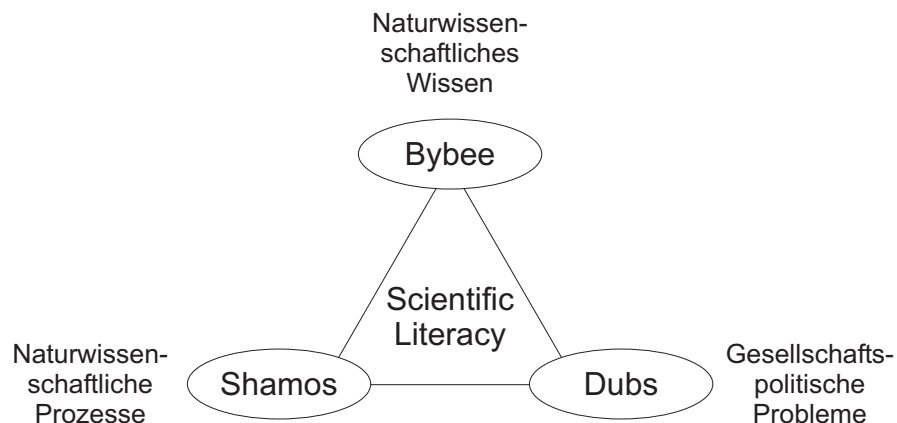 Naturwissen-
schaftliches
Wissen
Bybee
Scientific
Literacy
Naturwissen-
schaftliche
Prozesse
Shamos
Dubs
Gesellschafts-
politische
Probleme